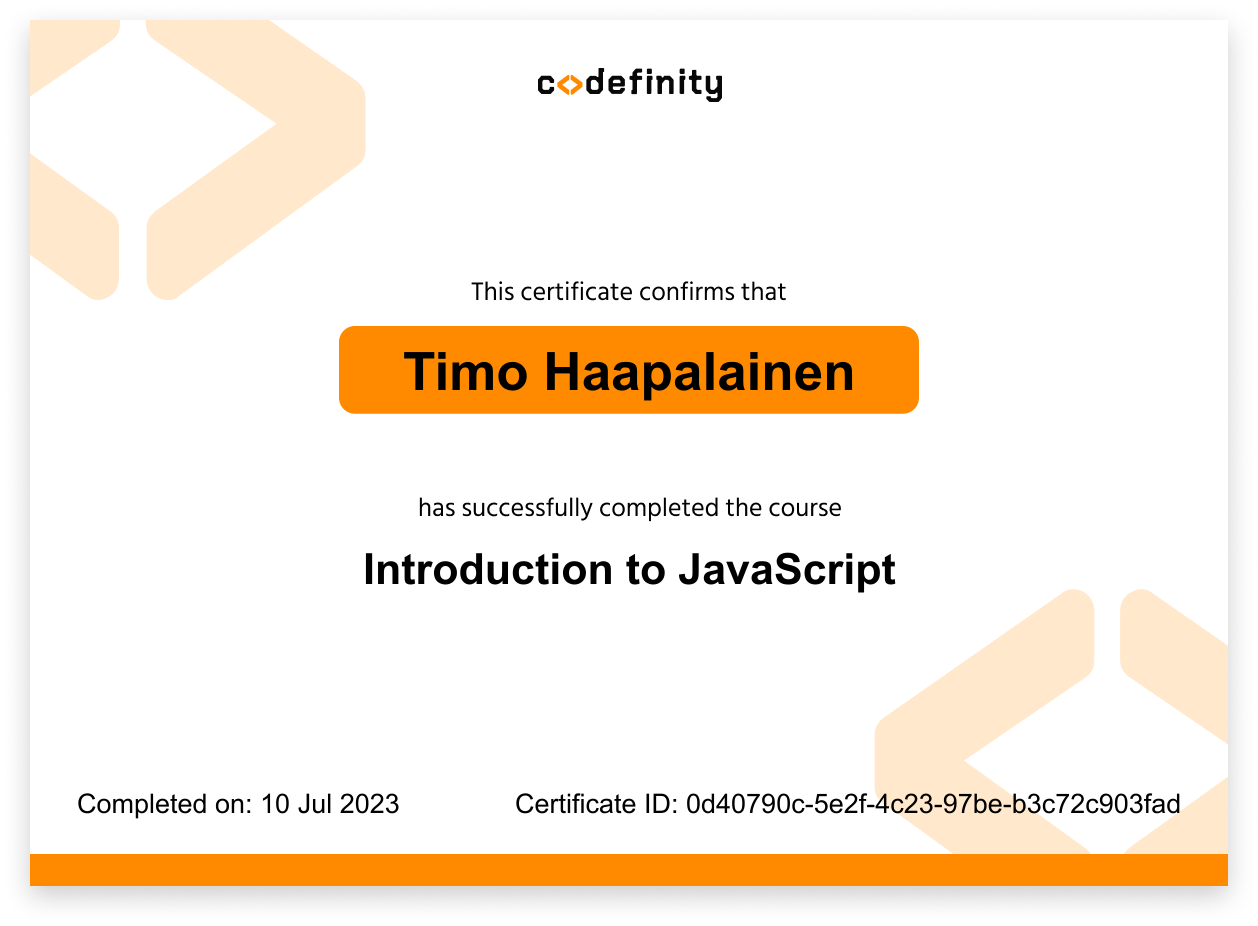 codefinity
This certificate confirms that
Timo Haapalainen
has successfully completed the course
Introduction to JavaScript
Completed on: 10 Jul 2023
Certificate ID: 0d40790c-5e2f-4c23-97be-b3c72c903fad